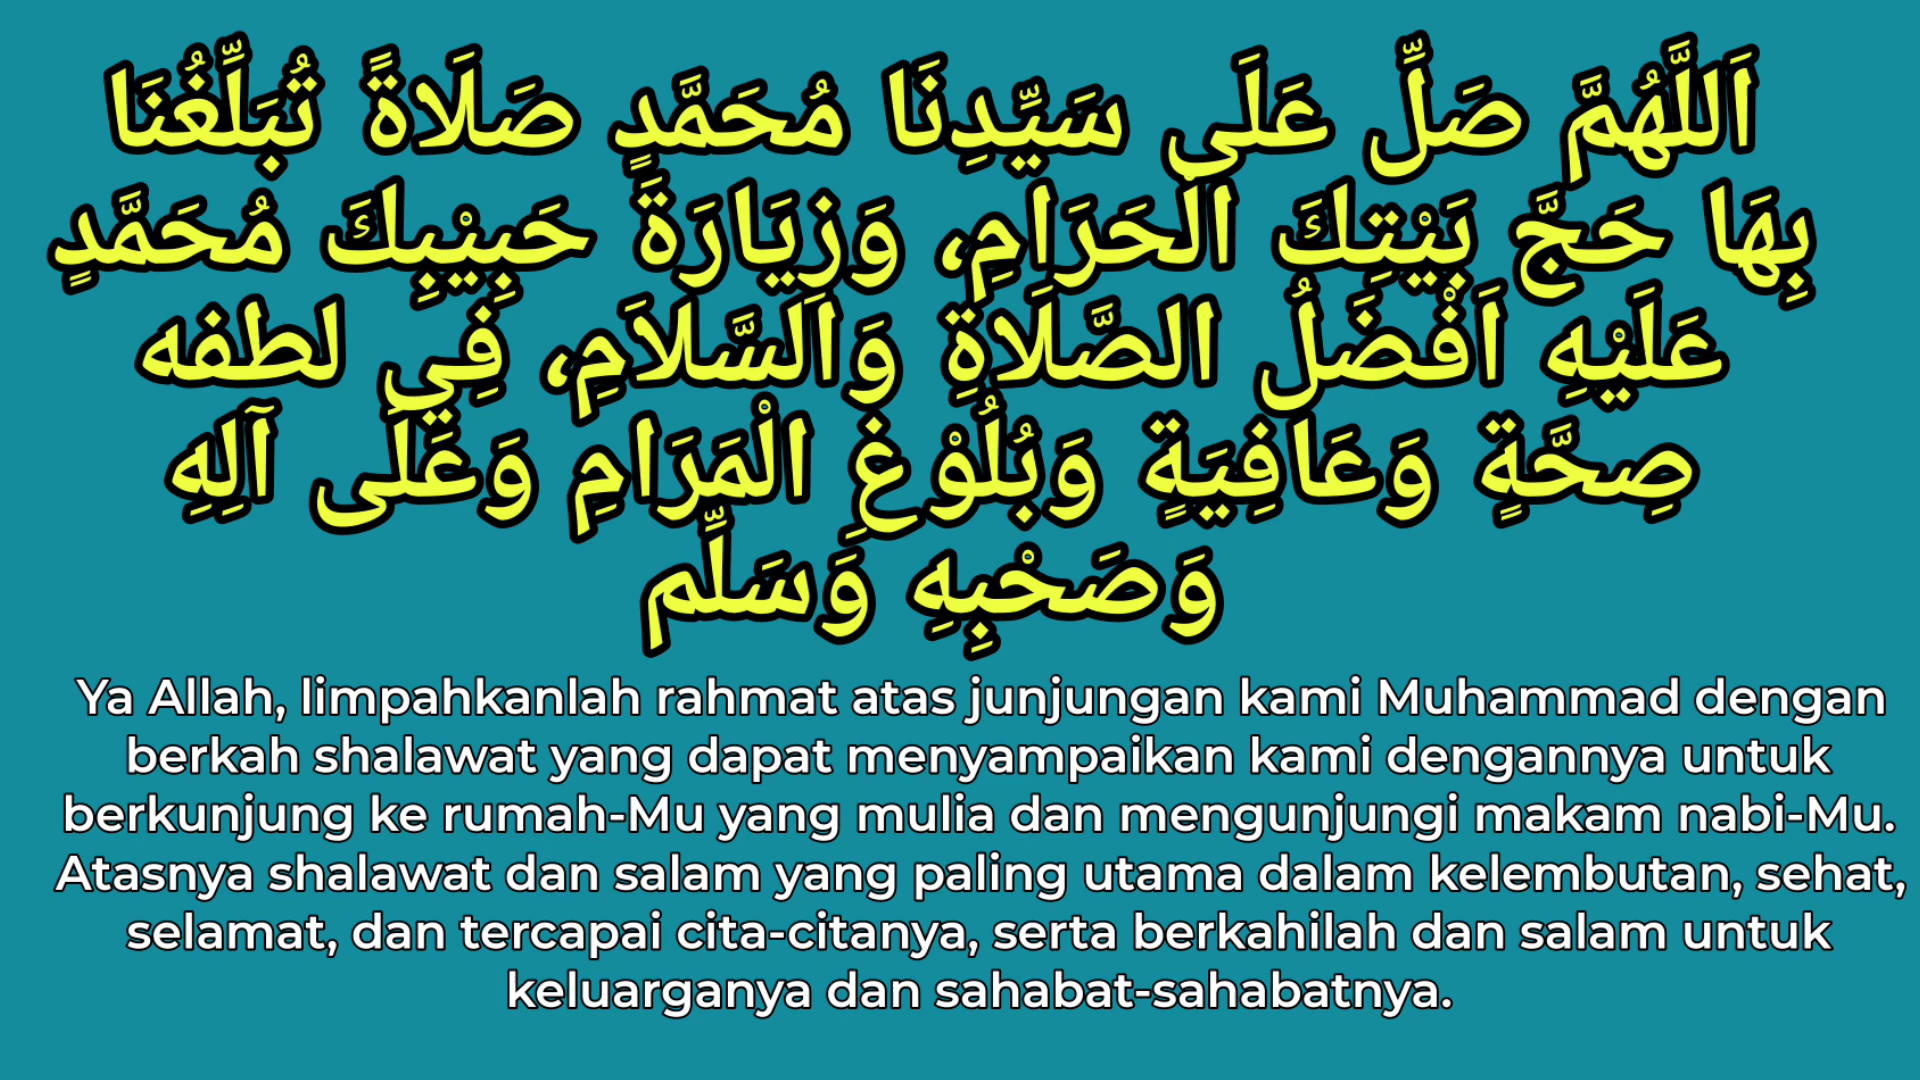 اَللَّهُمَّ صَلِّ عَلَي سَيِّدِنَا مُحَمَّدٍ صَلَاةً تُبَلِّغُنَا
بِهَا حَجَّ بَيْتِكَ الْحَرَامِ، وَزِيَارَةَ حَبِيْبِكَ مُحَمَّدٍ
عَلَيْهِ اَفْضَلُ الصَّلَاةِ وَالسَّلاَمِ، فِي لطفه
صِحَّةٍ وَعَافِيَةٍ وَبُلُوْغِ الْمَرَامِ وَعَلَى آلِهِ
وَصَحْبِهِ وَسَلِّم
Ya Allah, limpahkanlah rahmat atas junjungan kami Muhammad dengan
berkah shalawat yang dapat menyampaikan kami dengannya untuk
berkunjung ke rumah-Mu yang mulia dan mengunjungi makam nabi-Mu.
Atasnya shalawat dan salam yang paling utama dalam kelembutan, sehat,
selamat, dan tercapai cita-citanya, serta berkahilah dan salam untuk
keluarganya dan sahabat-sahabatnya.